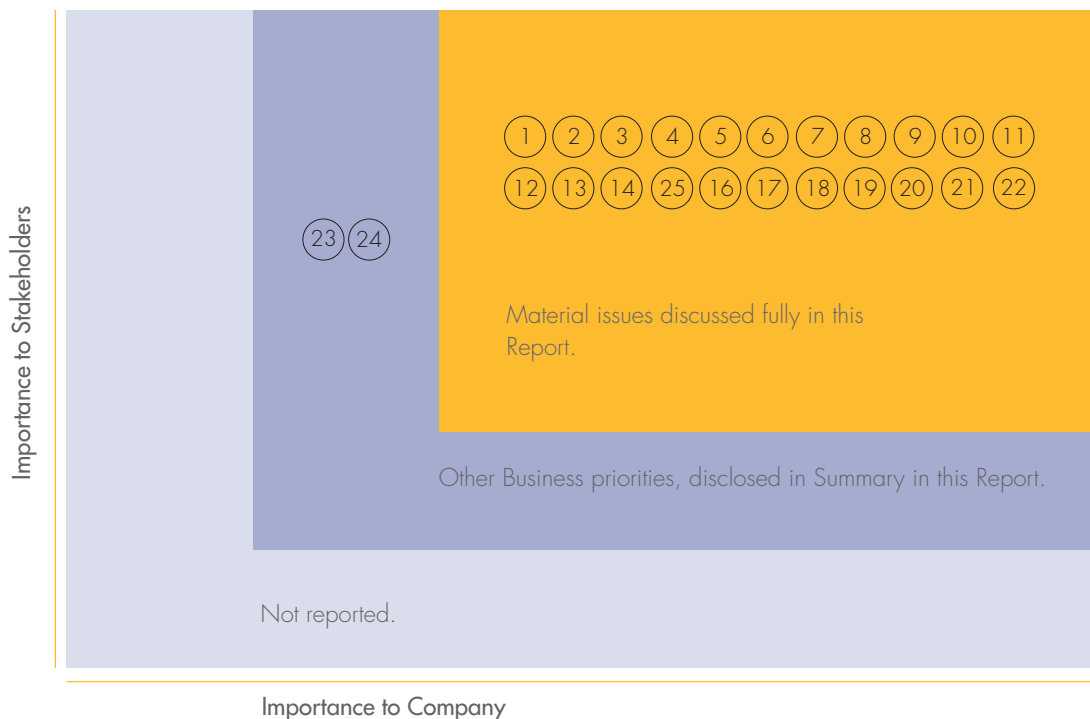 1 2 3 4 5 6 7 8 9 10 11
12 13 14 25 16 17 18 19 20 21 22
23 24
Material issues discussed fully in this
Report.
Other Business priorities, disclosed in Summary in this Report.
Not reported.
Importance to Stakeholders
Importance to Company